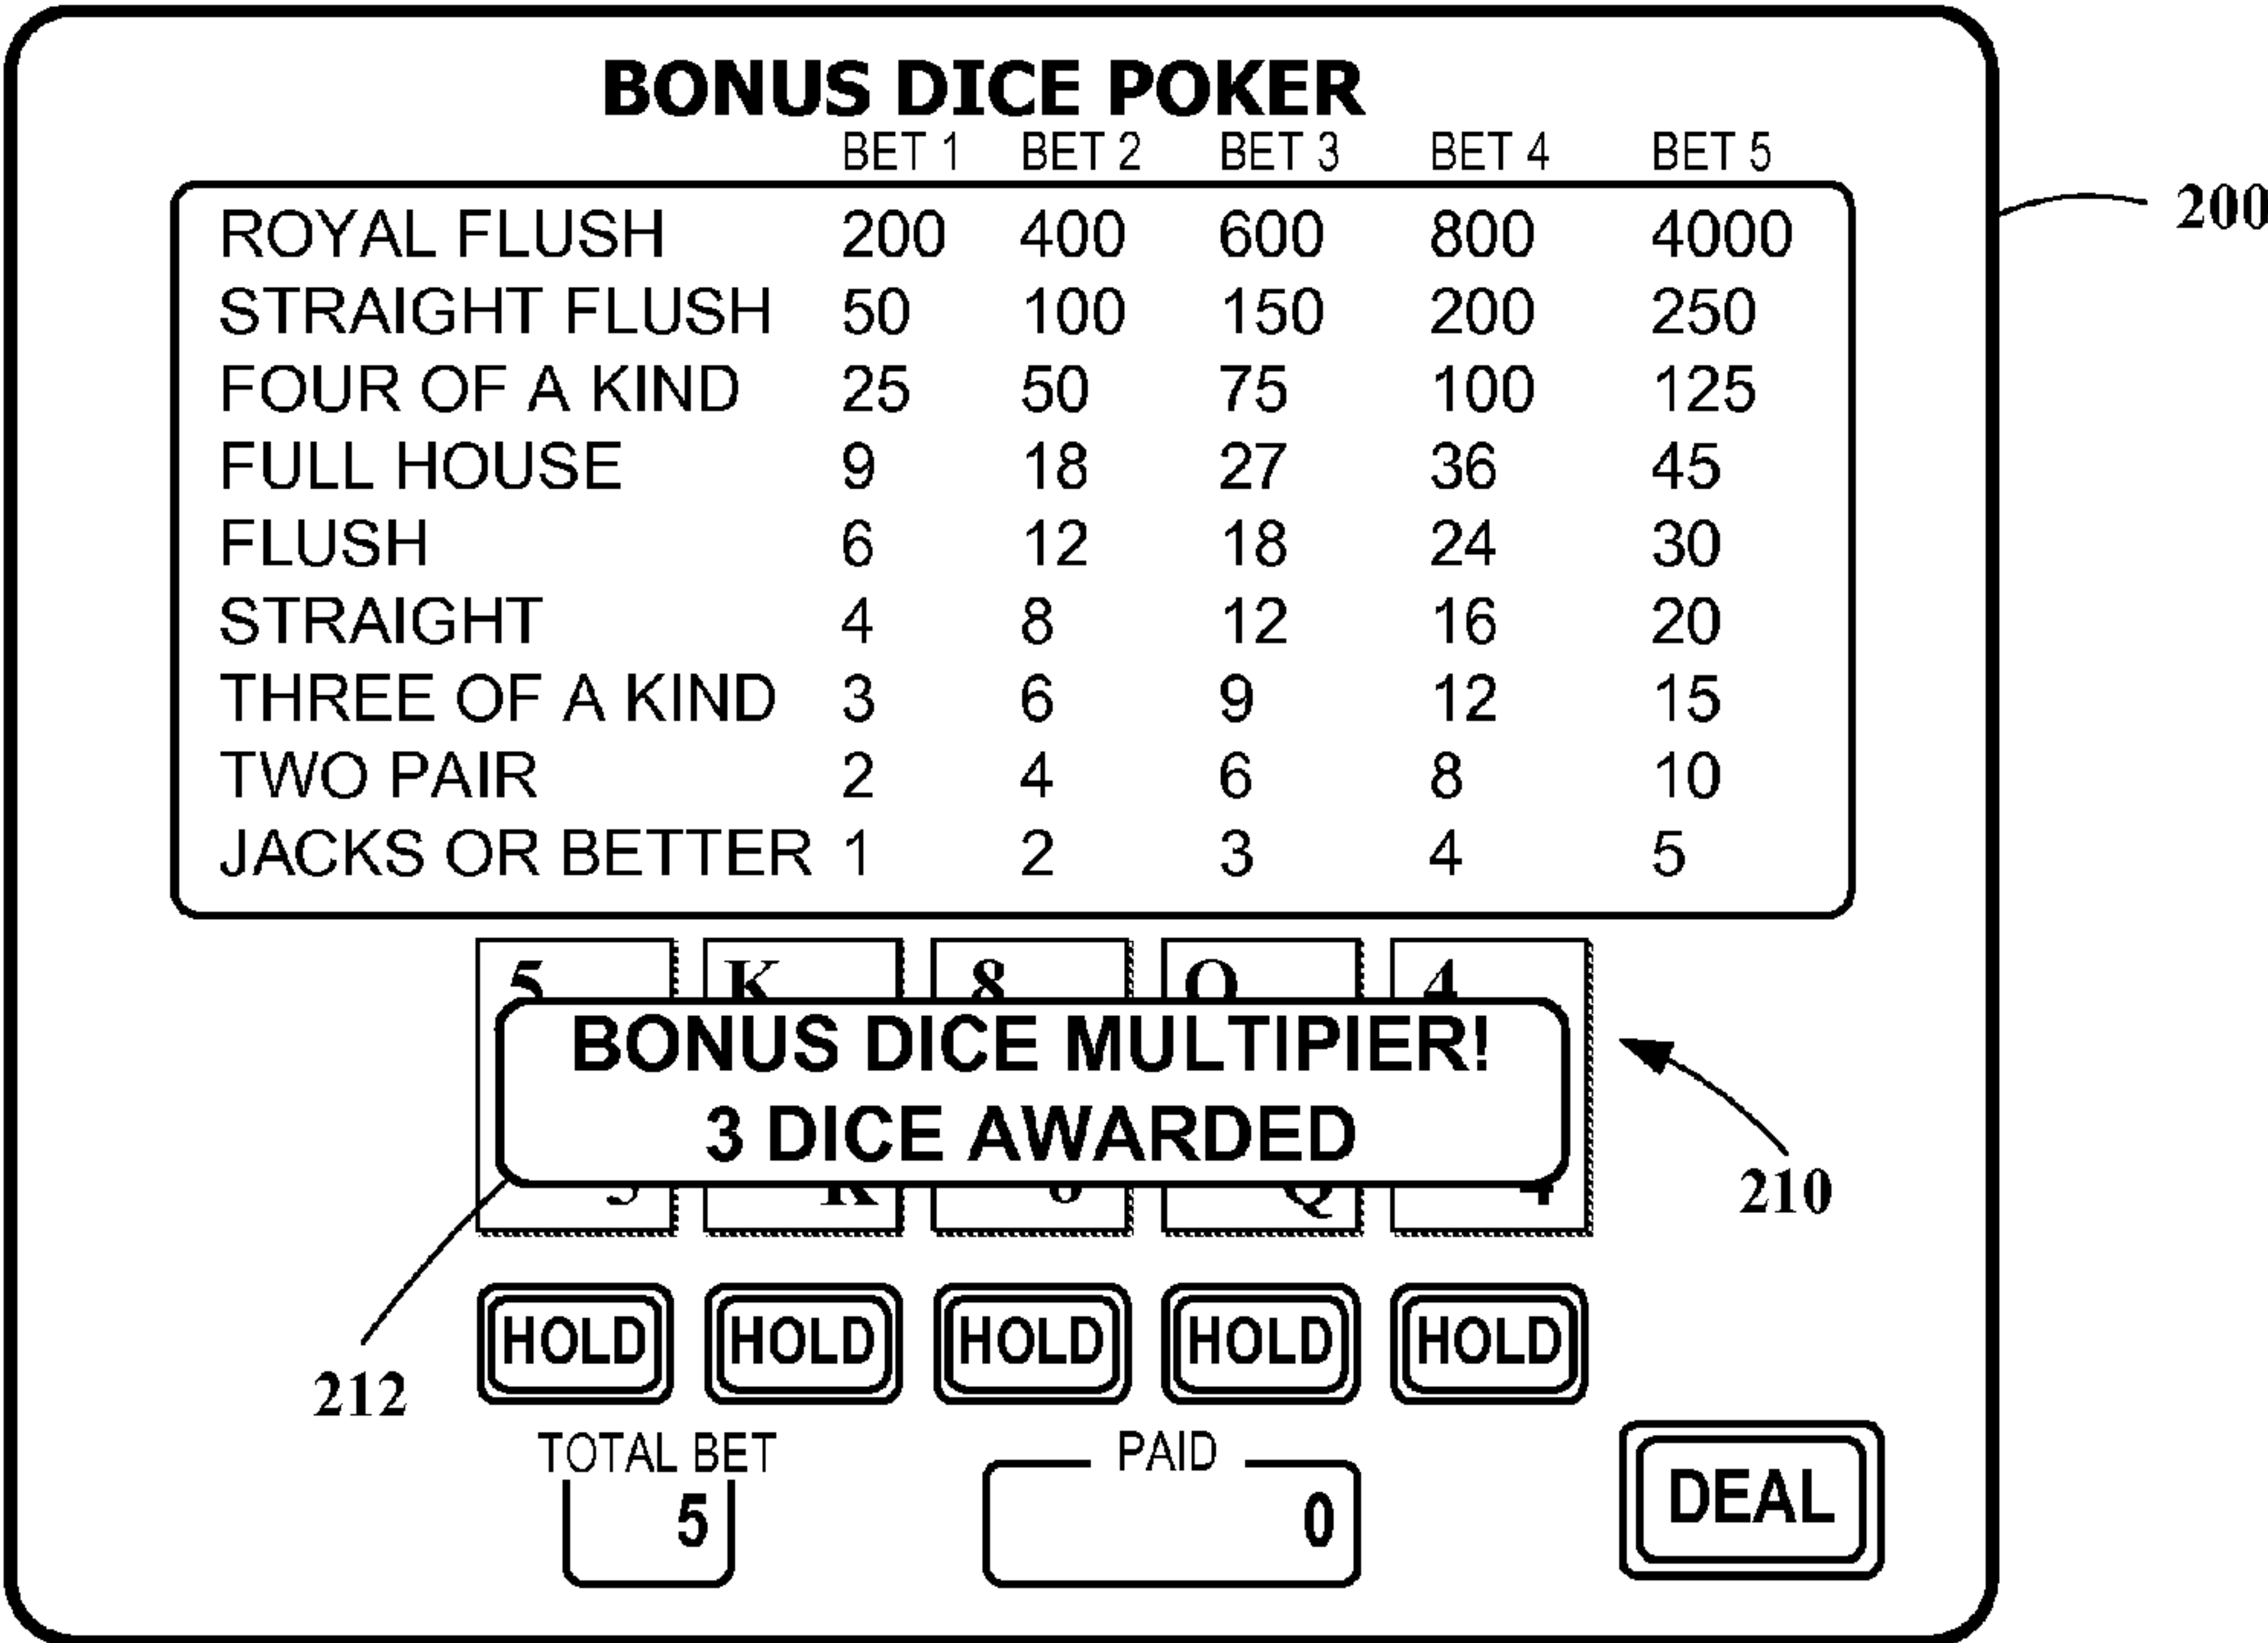 BONUS DICE POKER
BET 1 BET 2 BET 3 BET 4 BET 5
ROYAL FLUSH 200 400 600 800 4000
200
STRAIGHT FLUSH 50 100 150 200 250
FOUR OF A KIND 25 50 75 100 125
FULL HOUSE 9 18 27 36 45
FLUSH 6 12 18 24 30
STRAIGHT 4 8 12 16 20
THREE OF A KIND 3 6 9 12 15
TWO PAIR 2 4 6 8 10
JACKS OR BETTER 1 2 3 4 5
5 K 8 Q 4
BONUS DICE MULTIPIER!
3 DICE AWARDED
5 K 8 Q 4
210
HOLD HOLD HOLD HOLD HOLD
212
TOTAL BET PAID
5 0 DEAL